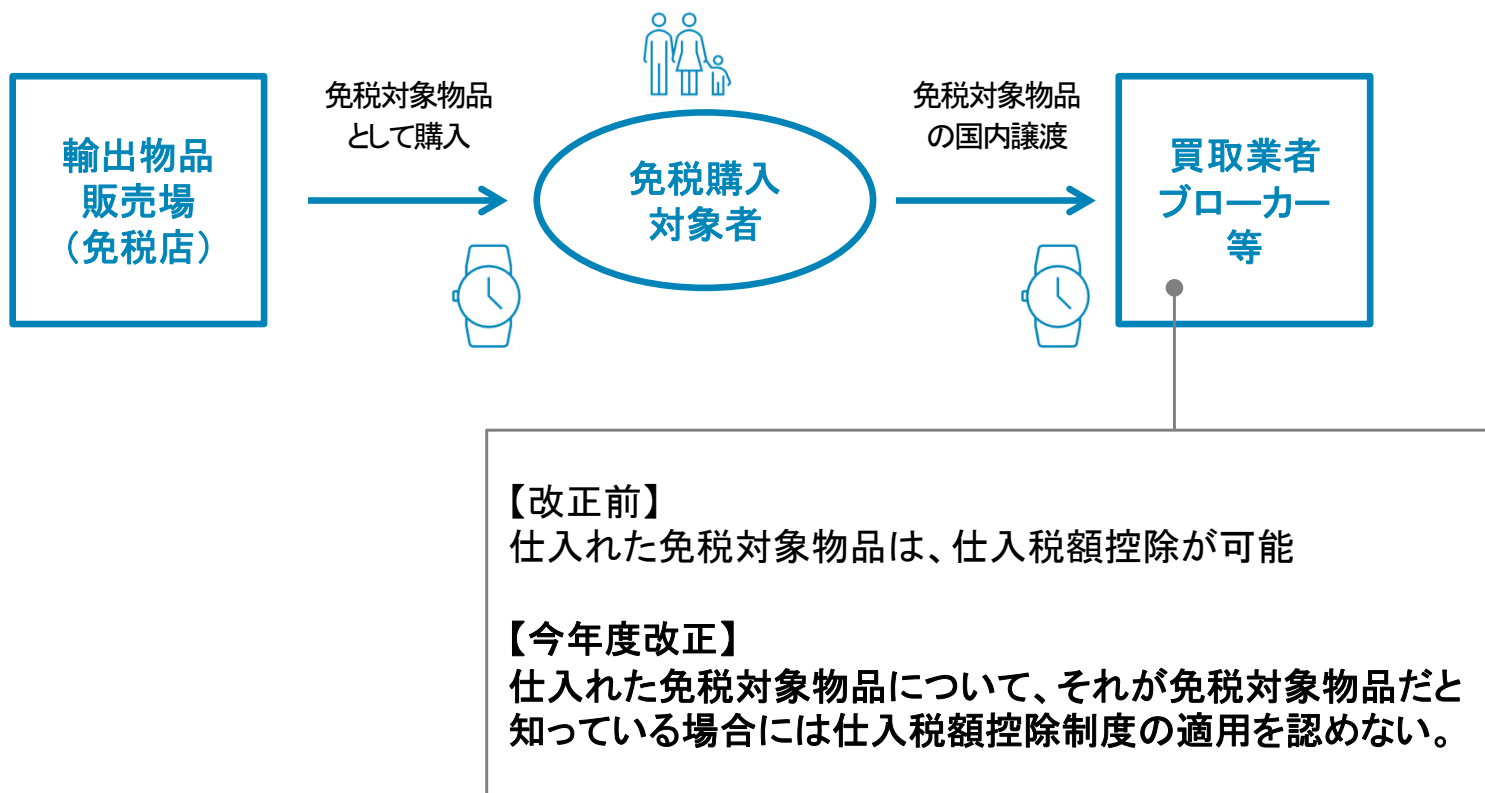 免税対象物品
として購入
免税対象物品
の国内譲渡
輸出物品
販売場
（免税店）
免税購入
対象者
買取業者
ブローカー
等
【改正前】
仕入れた免税対象物品は、仕入税額控除が可能
【今年度改正】
仕入れた免税対象物品について、それが免税対象物品だと
知っている場合には仕入税額控除制度の適用を認めない。